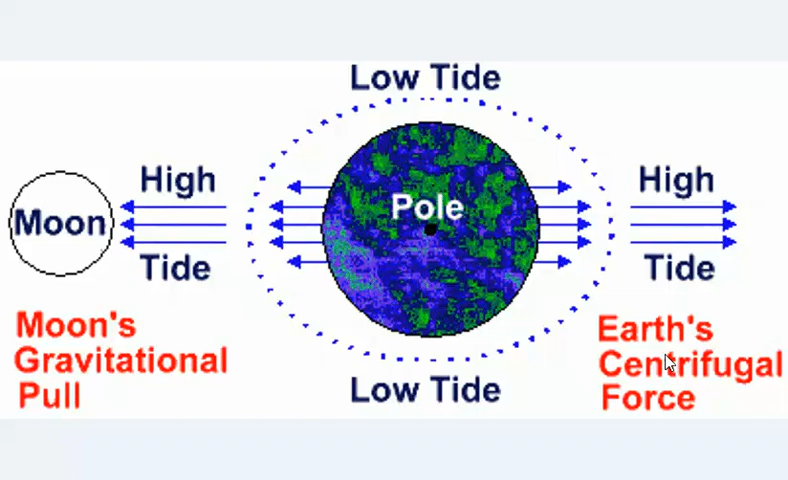 Low Tide
High
High
Moon
Pole
Tide
Tide
Moon's
Gravitational
Pull
Earth's
Centrifugal
Force
Low Tide